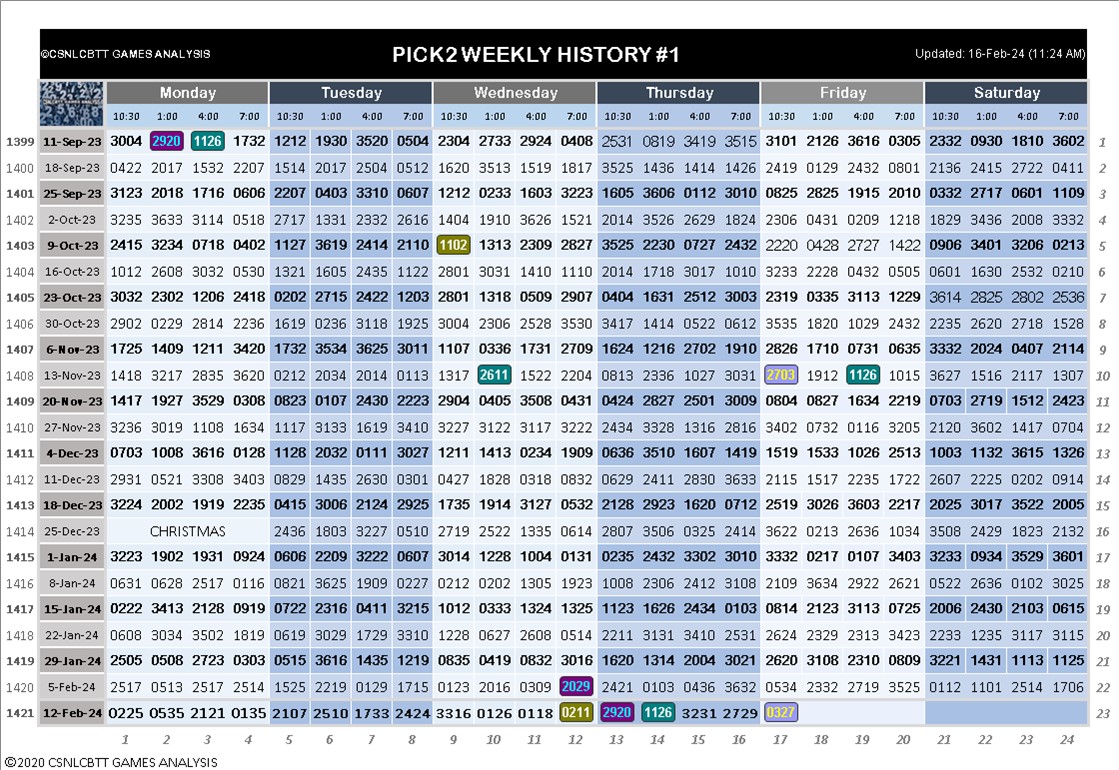 ©CSNLCBTT GAMES ANALYSIS PICK2 WEEKLY HISTORY #1 Updated: 16-Feb-24 (11:24 AM)
Monday Tuesday Wednesday Thursday Friday Saturday
10:30 1:00 4:00 7:00 10:30 1:00 4:00 7:00 10:30 1:00 4:00 7:00 10:30 1:00 4:00 7:00 10:30 1:00 4:00 7:00 10:30 1:00 4:00 7:00
1399 11-Sep-23 3004 2920 1126 1732 1212 1930 3520 0504 2304 2733 2924 0408 2531 0819 3419 3515 3101 2126 3616 0305 2332 0930 1810 3602 1
1400 18-Sep-23 0422 2017 1532 2207 1514 2017 2504 0512 1620 3513 1519 1817 3525 1436 1414 1426 2419 0129 2432 0801 2136 2415 2722 0411 2
1401 25-Sep-23 3123 2018 1716 0606 2207 0403 3310 0607 1212 0233 1603 3223 1605 3606 0112 3010 0825 2825 1915 2010 0332 2717 0601 1109 3
1402 2-Oct-23 3235 3633 3114 0518 2717 1331 2332 2616 1404 1910 3626 1521 2014 3526 2629 1824 2306 0431 0209 1218 1829 3436 2008 3332 4
1403 9-Oct-23 2415 3234 0718 0402 1127 3619 2414 2110 1102 1313 2309 2827 3525 2230 0727 2432 2220 0428 2727 1422 0906 3401 3206 0213 5
1404 16-Oct-23 1012 2608 3032 0530 1321 1605 2435 1122 2801 3031 1410 1110 2014 1718 3017 1010 3233 2228 0432 0505 0601 1630 2532 0210 6
1405 23-Oct-23 3032 2302 1206 2418 0202 2715 2422 1203 2801 1318 0509 2907 0404 1631 2512 3003 2319 0335 3113 1229 3614 2825 2802 2536 7
1406 30-Oct-23 2902 0229 2814 2236 1619 0236 3118 1925 3004 2306 2528 3530 3417 1414 0522 0612 3535 1820 1029 2432 2235 2620 2718 1528 8
1407 6-Nov-23 1725 1409 1211 3420 1732 3534 3625 3011 1107 0336 1731 2709 1624 1216 2702 1910 2826 1710 0731 0635 3332 2024 0407 2114 9
1408 13-Nov-23 1418 3217 2835 3620 0212 2034 2014 0113 1317 2611 1522 2204 0813 2336 1027 3031 2703 1912 1126 1015 3627 1516 2117 1307 10
1409 20-Nov-23 1417 1927 3529 0308 0823 0107 2430 2223 2904 0405 3508 0431 0424 2827 2501 3009 0804 0827 1634 2219 0703 2719 1512 2423 11
1410 27-Nov-23 3236 3019 1108 1634 1117 3133 1619 3410 3227 3122 3117 3222 2434 3328 1316 2816 3402 0732 0116 3205 2120 3602 1417 0704 12
1411 4-Dec-23 0703 1008 3616 0128 1128 2032 0111 3027 1211 1413 0234 1909 0636 3510 1607 1419 1519 1533 1026 2513 1003 1132 3615 1326 13
1412 11-Dec-23 2931 0521 3308 3403 0829 1435 2630 0301 0427 1828 0318 0832 0629 2411 2830 3633 2115 1517 2235 1722 2607 2225 0202 0914 14
1413 18-Dec-23 3224 2002 1919 2235 0415 3006 2124 2925 1735 1914 3127 0532 2128 2923 1620 0712 2519 3026 3603 2217 2025 3017 3522 2005 15
1414 25-Dec-23 CHRISTMAS 2436 1803 3227 0510 2719 2522 1335 0614 2807 3506 0325 2414 3622 0213 2636 1034 3508 2429 1823 2132 16
1415 1-Jan-24 3223 1902 1931 0924 0606 2209 3222 0607 3014 1228 1004 0131 0235 2432 3302 3010 3332 0217 0107 3403 3233 0934 3529 3601 17
1416 8-Jan-24 0631 0628 2517 0116 0821 3625 1909 0227 0212 0202 1305 1923 1008 2306 2412 3108 2109 3634 2922 2621 0522 2636 0102 3025 18
1417 15-Jan-24 0222 3413 2128 0919 0722 2316 0411 3215 1012 0333 1324 1325 1123 1626 2434 0103 0814 2123 3113 0725 2006 2430 2103 0615 19
1418 22-Jan-24 0608 3034 3502 1819 0619 3029 1729 3310 1228 0627 2608 0514 2211 3131 3410 2531 2624 2329 2313 3423 2233 1235 3117 3115 20
1419 29-Jan-24 2505 0508 2723 0303 0515 3616 1435 1219 0835 0419 0832 3016 1620 1314 2004 3021 2620 3108 2310 0809 3221 1431 1113 1125 21
1420 5-Feb-24 2517 0513 2517 2514 1525 2219 0129 1715 0123 2016 0309 2029 2421 0103 0436 3632 0534 2332 2719 3525 0112 1101 2514 1706 22
1421 12-Feb-24 0225 0535 2121 0135 2107 2510 1733 2424 3316 0126 0118 0211 2920 1126 3231 2729 0327 23
1 2 3 4 5 6 7 8 9 10 11 12 13 14 15 16 17 18 19 20 21 22 23 24
©2020 CSNLCBTT GAMES ANALYSIS